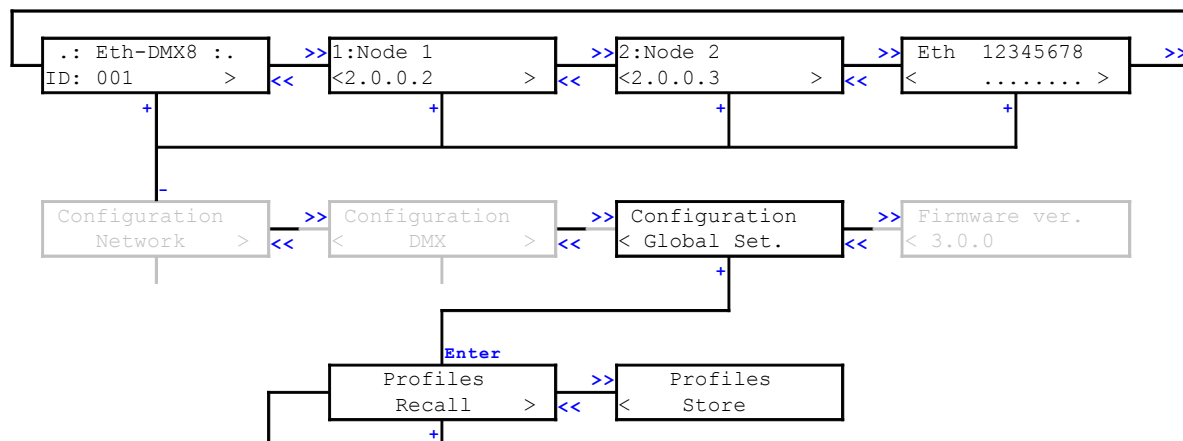 .: Eth-DMX8 :. >> 1:Node 1 >> 2:Node 2 >> Eth 12345678 >>
ID: 001 > << <2.0.0.2 > << <2.0.0.3 > << < ........ >
+ + + +
-
Configuration >> Configuration >> Configuration >> Firmware ver.
Network > << < DMX > << < Global Set. << < 3.0.0
+
Enter
Profiles >> Profiles
Recall > << < Store
+